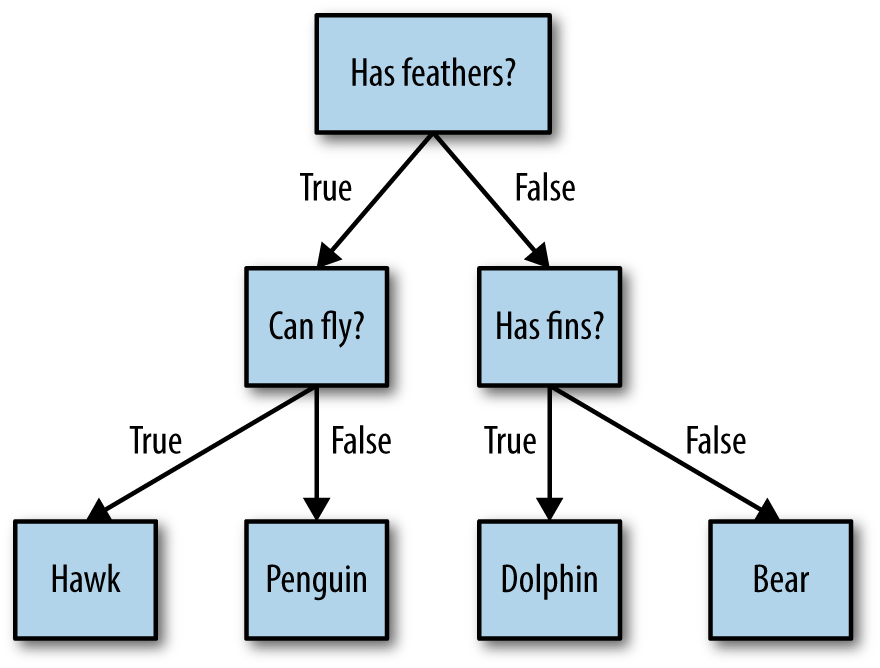 Has feathers?
True
False
Can fly?
Has fins?
True
False
True
False
Hawk
Penguin
Dolphin
Bear